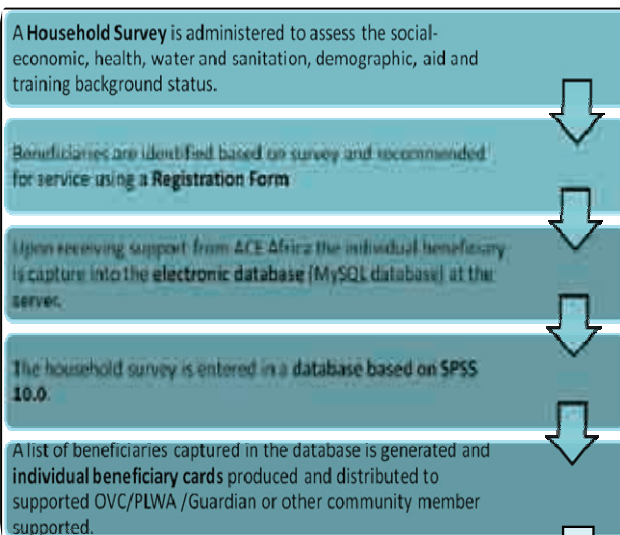 A Household Survey is administered to assess the social-
economic, health, water and sanitation, demographic, aid and
training background status.
Beneficiaries are identified based on survey and recommended
for service using a Registration Form
Upon receiving support from ACE Africa the individual beneficiary
is capture into the electronic database (MySQL database) at the
server.
The household survey is entered in a database based on SPSS
10.0.
A list of beneficiaries captured in the database is generated and
individual beneficiary cards produced and distributed to
supported OVC/PLWA /Guardian or other community member
supported.